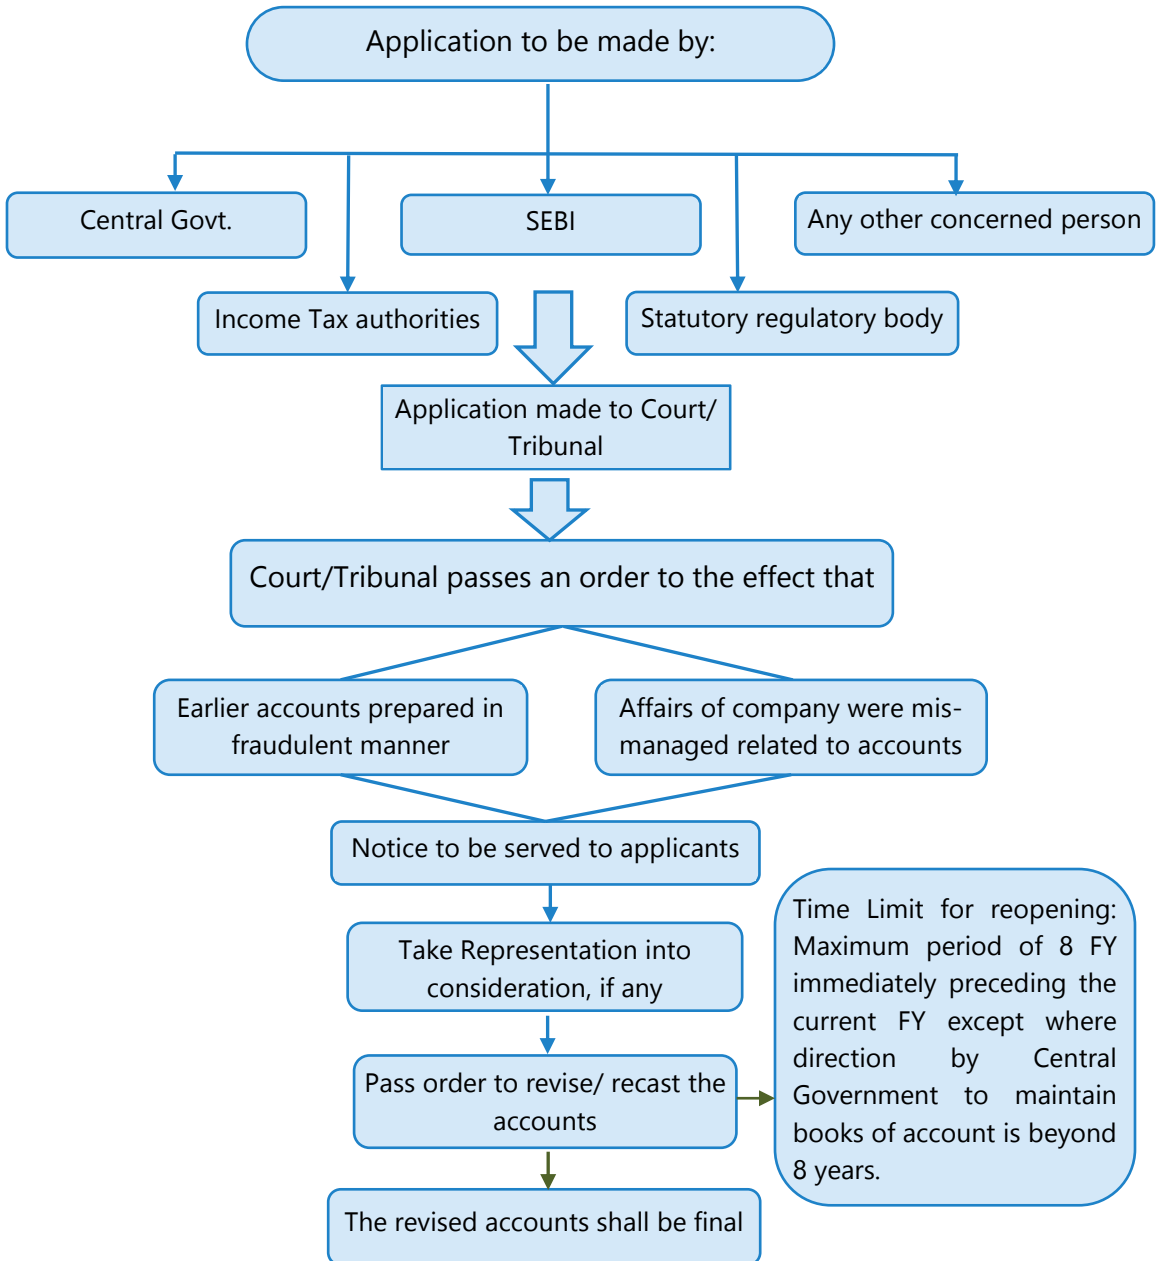 Application to be made by:
Central Govt.
SEBI
Any other concerned person
Income Tax authorities
Statutory regulatory body
Application made to Court/
Tribunal
Court/Tribunal passes an order to the effect that
Earlier accounts prepared in
fraudulent manner
Affairs of company were mis-
managed related to accounts
Notice to be served to applicants
Take Representation into
consideration, if any
Pass order to revise/ recast the
accounts
Time Limit for reopening:
Maximum period of 8 FY
immediately preceding the
current FY except where
direction by Central
Government to maintain
books of account is beyond
8 years.
The revised accounts shall be final